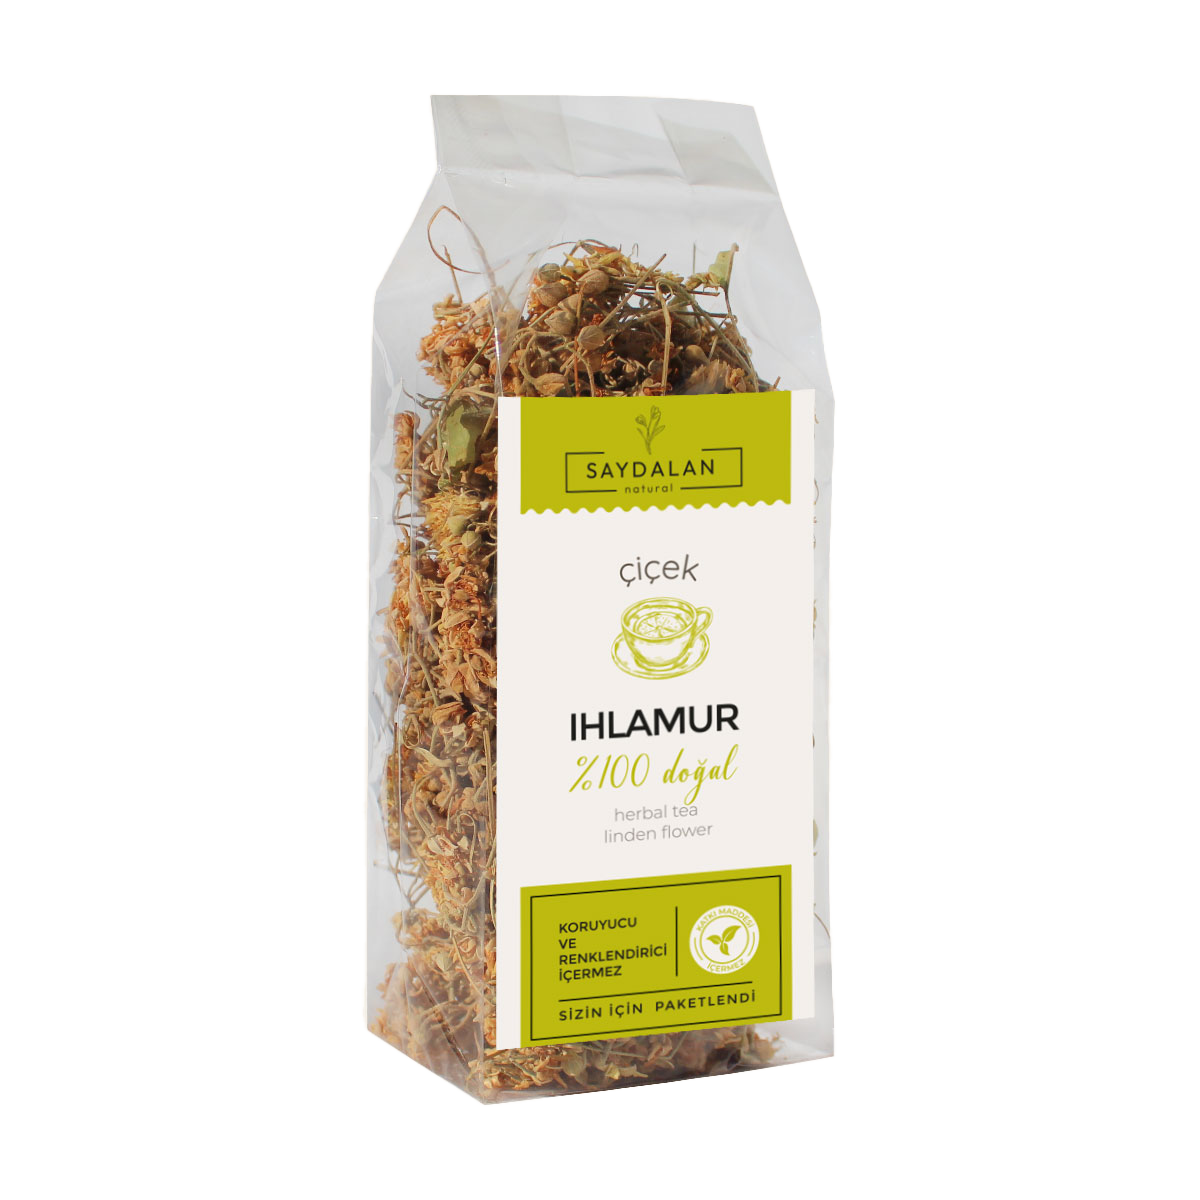 SAYDALAN
natural
çiçek
IHLAMUR
%100 doğal
herbal tea
linden flower
KORUYUCU
VE
RENKLENDİRİCİ
İÇERMEZ
KATKI MADDESİ
İÇERMEZ
SİZİN İÇİN PAKETLENDİ